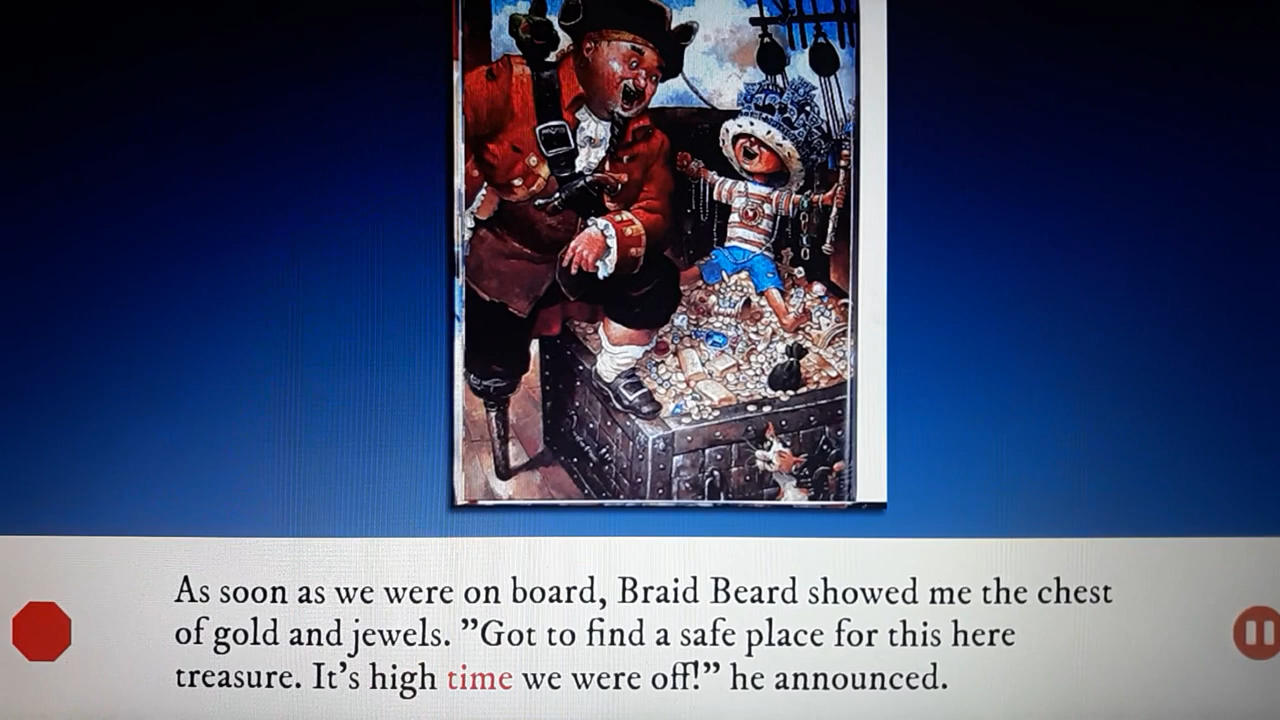 As soon as we were on board, Braid Beard showed me the chest
of gold and jewels. ”Got to find a safe place for this here
treasure. It’s high time we were off!” he announced.